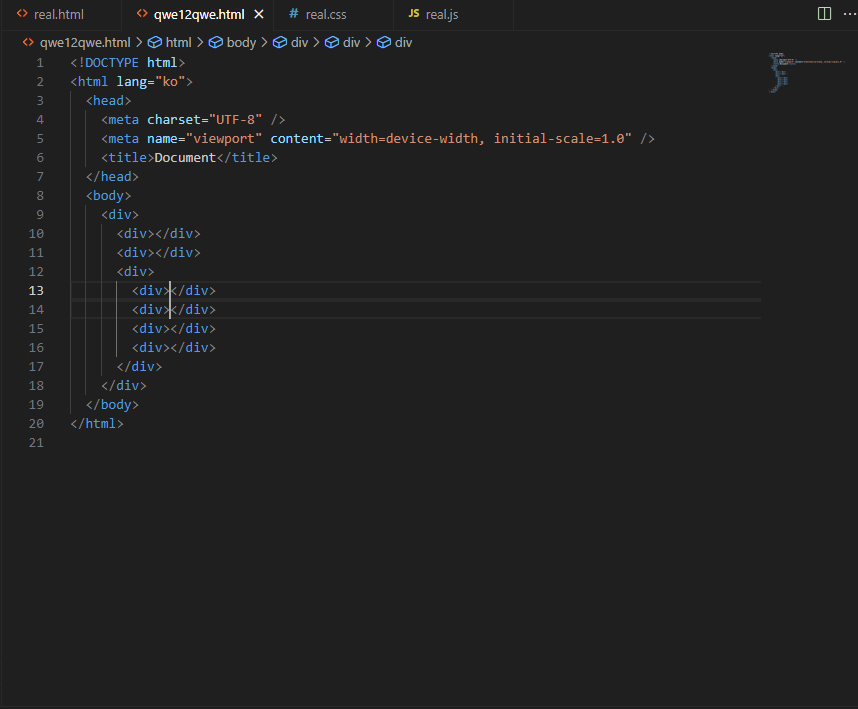 real.html qwe12qwe.html real.css JS real.js
qwe12qwe.html > html > body > div > div > div
1 <!DOCTYPE html>
2 <html lang="ko">
3 <head>
4 <meta charset="UTF-8" />
5 <meta name="viewport" content="width=device-width, initial-scale=1.0" />
6 <title>Document</title>
7 </head>
8 <body>
9 <div>
10 <div></div>
11 <div></div>
12 <div>
13 <div></div>
14 <div></div>
15 <div></div>
16 <div></div>
17 </div>
18 </div>
19 </body>
20 </html>
21